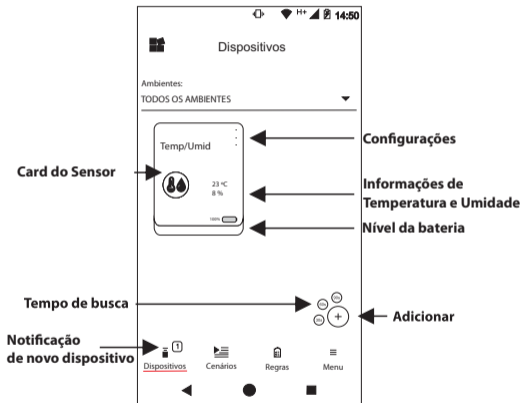 H+ 14:50
Dispositivos
Ambientes:
TODOS OS AMBIENTES
Temp/Umid
Configurações
Card do Sensor
23 ºC
8 %
Informações de
Temperatura e Umidade
100%
Nível da bateria
Tempo de busca
+
Adicionar
Notificação
de novo dispositivo
1
Dispositivos
Cenários
Regras
Menu